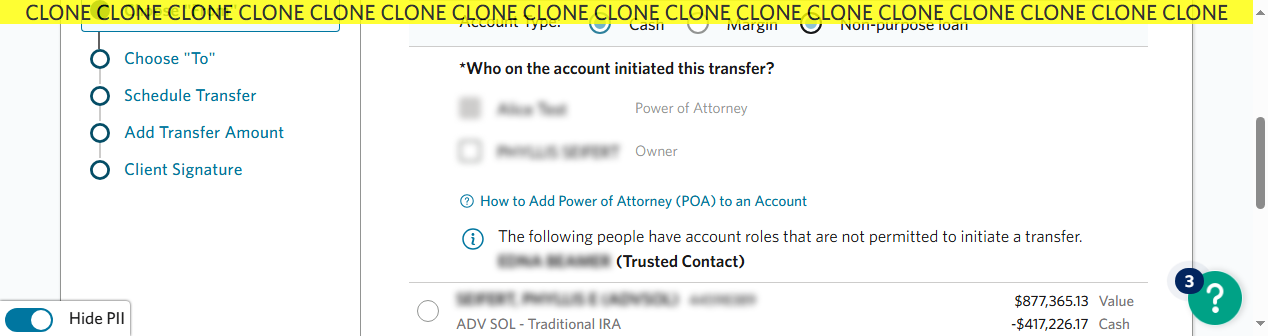 CLONE CLONE CLONE CLONE CLONE CLONE CLONE CLONE CLONE CLONE CLONE CLONE CLONE CLONE CLONE CLONE CLONE
Account Type: Cash Margin Non-purpose loan
Choose "To"
Schedule Transfer
Add Transfer Amount
Client Signature
*Who on the account initiated this transfer?
Power of Attorney
Owner
How to Add Power of Attorney (POA) to an Account
The following people have account roles that are not permitted to initiate a transfer.
(Trusted Contact)
$877,365.13 Value
ADV SOL - Traditional IRA
-$417,226.17 Cash
3
Hide PII